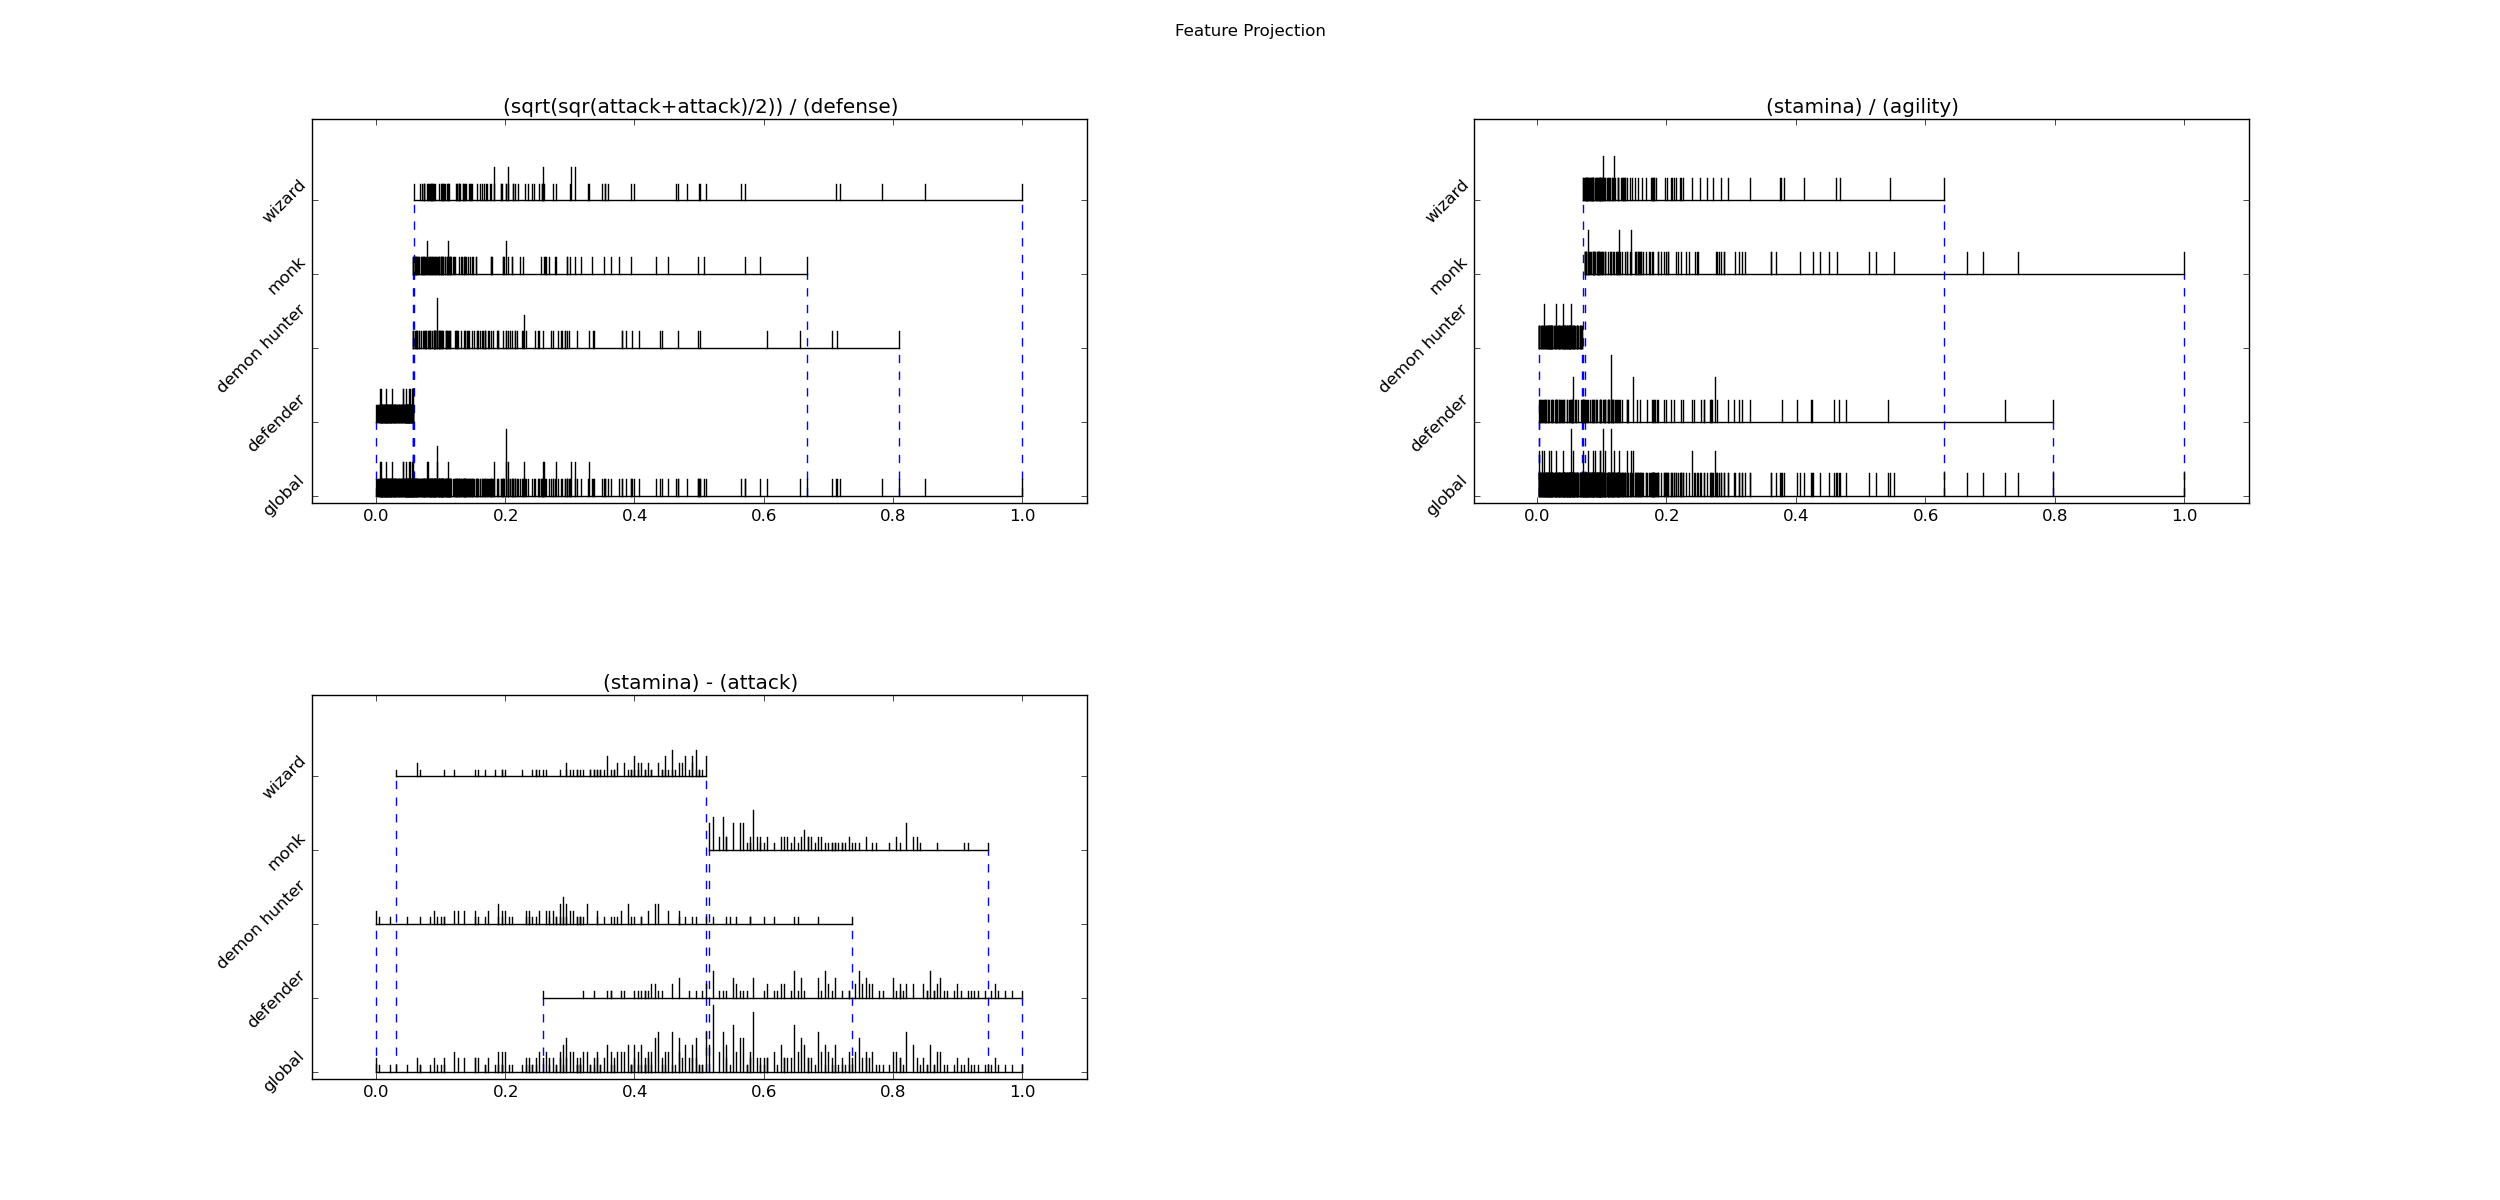 Feature Projection
(sqrt(sqr(attack+attack)/2)) / (defense)
wizard
monk
demon hunter
defender
global
0.0 0.2 0.4 0.6 0.8 1.0
(stamina) / (agility)
wizard
monk
demon hunter
defender
global
0.0 0.2 0.4 0.6 0.8 1.0
(stamina) - (attack)
wizard
monk
demon hunter
defender
global
0.0 0.2 0.4 0.6 0.8 1.0